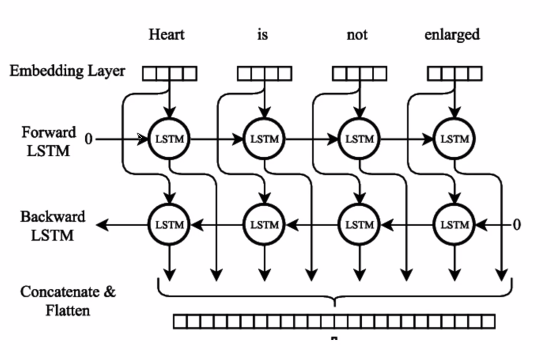 Heart is not enlarged
Embedding Layer
Forward 0 LSTM LSTM LSTM LSTM
LSTM
Backward LSTM LSTM LSTM LSTM 0
LSTM
Concatenate &
Flatten